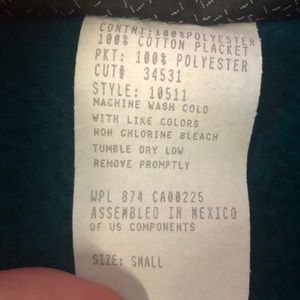 CONTNT:100%POLYESTER
100% COTTON PLACKET
PKT: 100% POLYESTER
CUT# 34531
STYLE: 10511
MACHINE WASH COLD
WITH LIKE COLORS
NON CHLORINE BLEACH
TUMBLE DRY LOW
REMOVE PROMPTLY
WPL 874 CA00225
ASSEMBLED IN MEXICO
OF US COMPONENTS
SIZE: SMALL